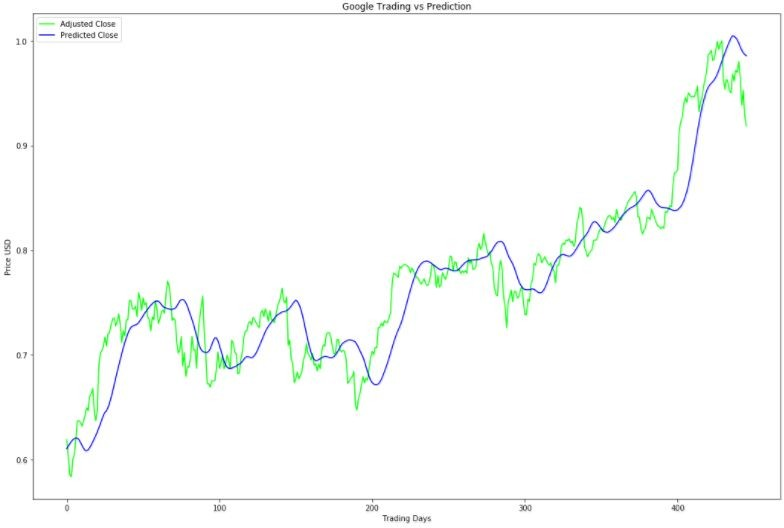 Google Trading vs Prediction
Adjusted Close
Predicted Close
1.0
0.9
0.8
0.7
0.6
Price USD
0
100
200
300
400
Trading Days